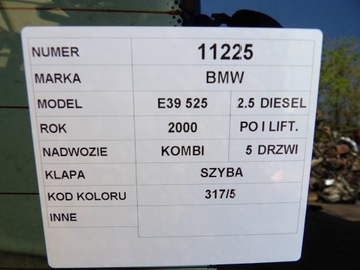 NUMER 11225
MARKA BMW
MODEL E39 525 2.5 DIESEL
ROK 2000 PO I LIFT.
NADWOZIE KOMBI 5 DRZWI
KLAPA SZYBA
KOD KOLORU 317/5
INNE